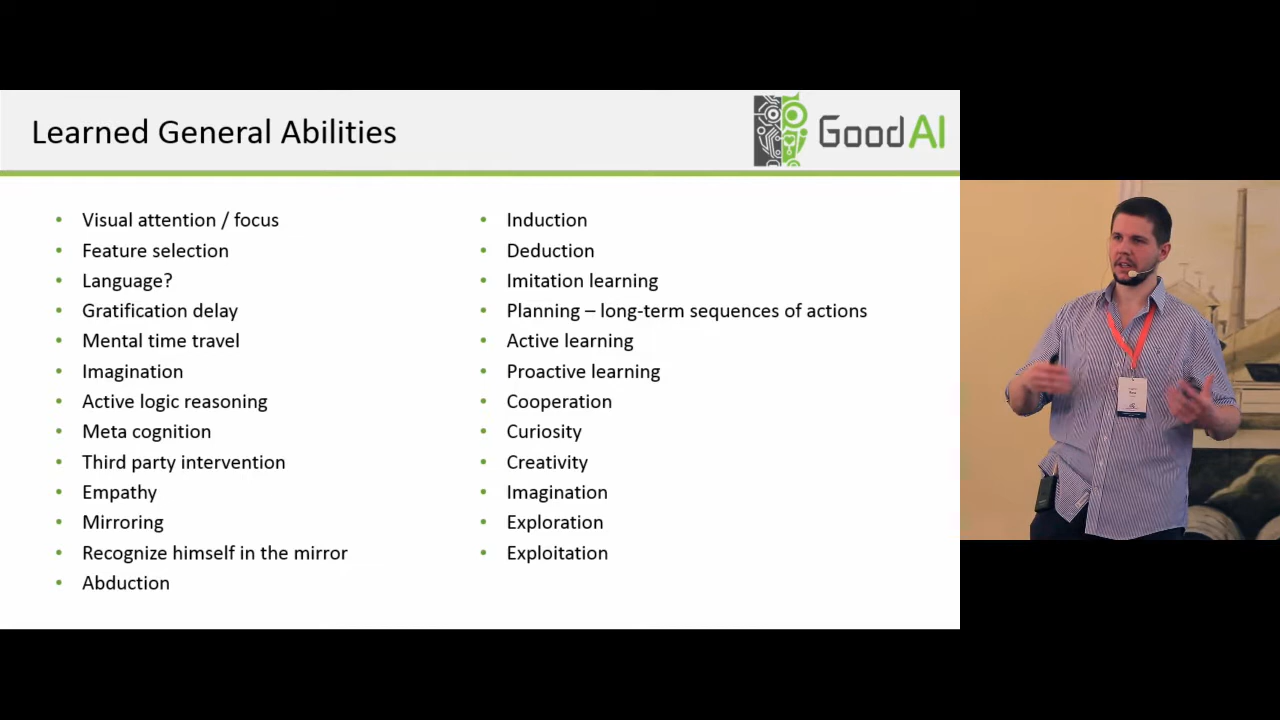 Learned General Abilities
GoodAI
Visual attention / focus
Feature selection
Language?
Gratification delay
Mental time travel
Imagination
Active logic reasoning
Meta cognition
Third party intervention
Empathy
Mirroring
Recognize himself in the mirror
Abduction
Induction
Deduction
Imitation learning
Planning – long-term sequences of actions
Active learning
Proactive learning
Cooperation
Curiosity
Creativity
Imagination
Exploration
Exploitation